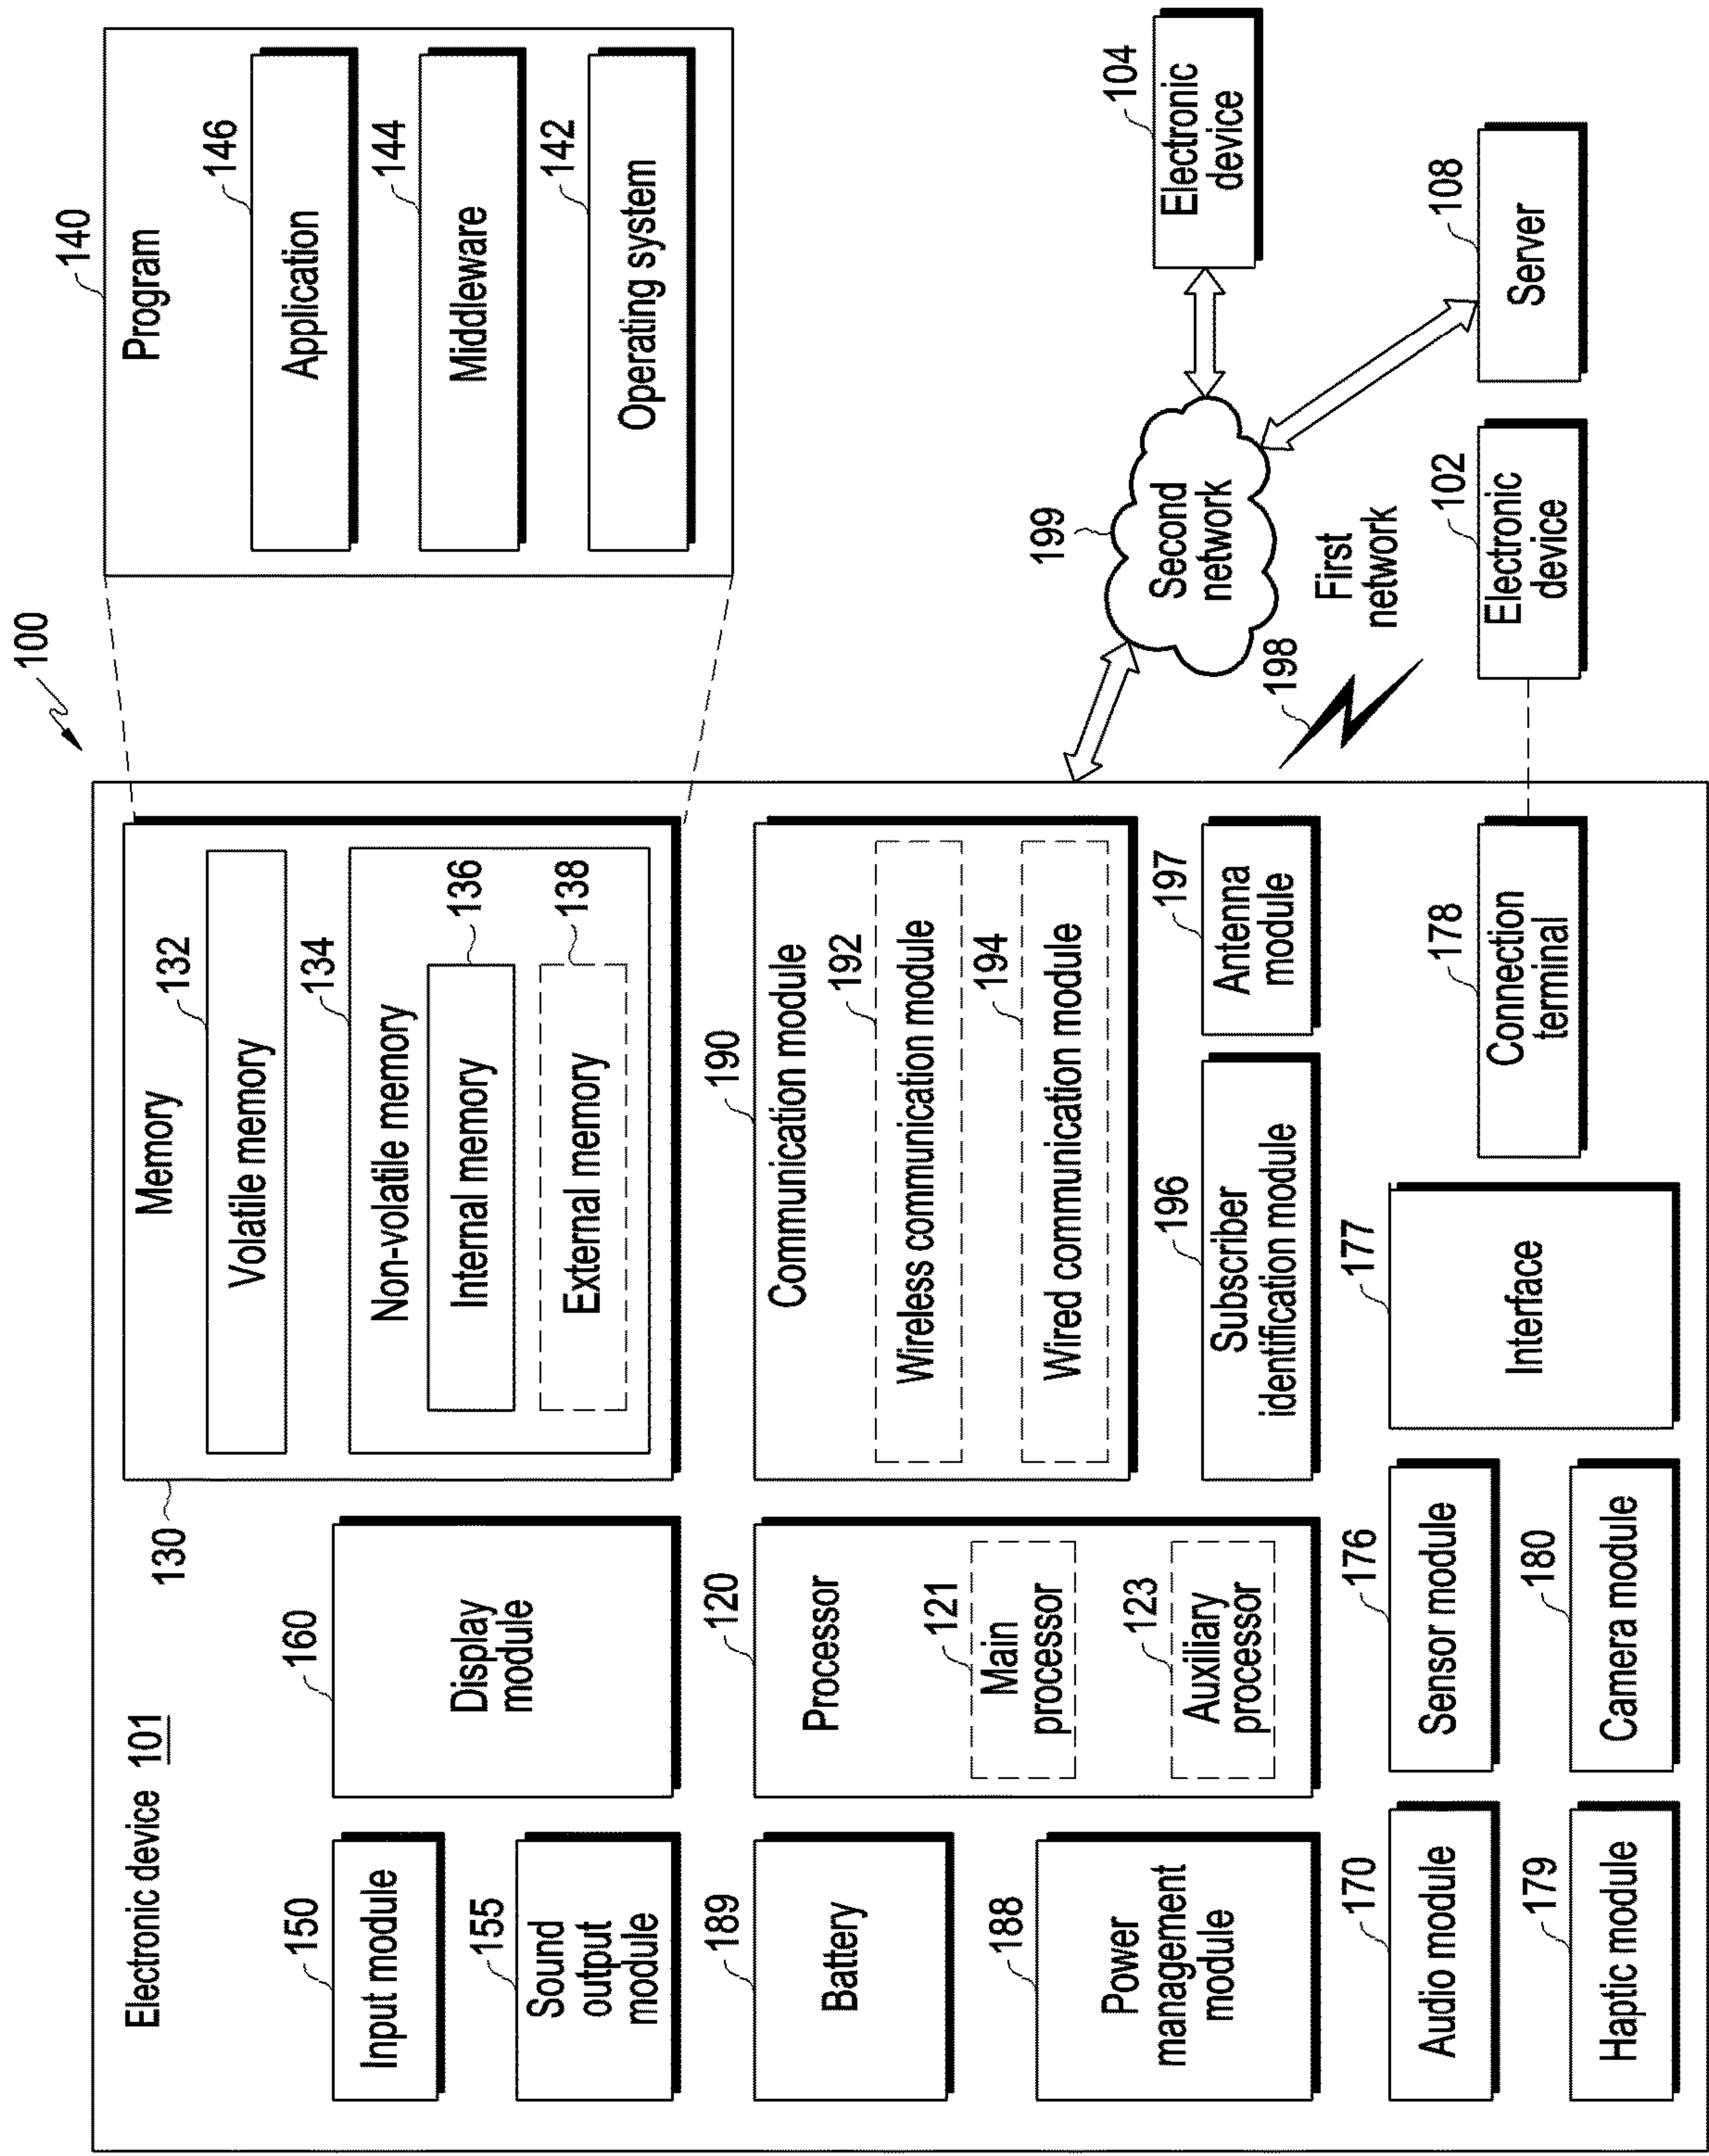 100
Electronic device 101
130
Memory
132
Volatile memory
134
Non-volatile memory
136
Internal memory
138
External memory
140
Program
146
Application
144
Middleware
142
Operating system
150
Input module
155
Sound
output
module
160
Display
module
189
Battery
188
Power
management
module
120
Processor
121
Main
processor
123
Auxiliary
processor
190
Communication module
192
Wireless communication module
194
Wired communication module
196
Subscriber
identification module
197
Antenna
module
170
Audio module
176
Sensor module
177
Interface
178
Connection
terminal
179
Haptic module
180
Camera module
199
Second
network
198
First
network
104
Electronic
device
102
Electronic
device
108
Server